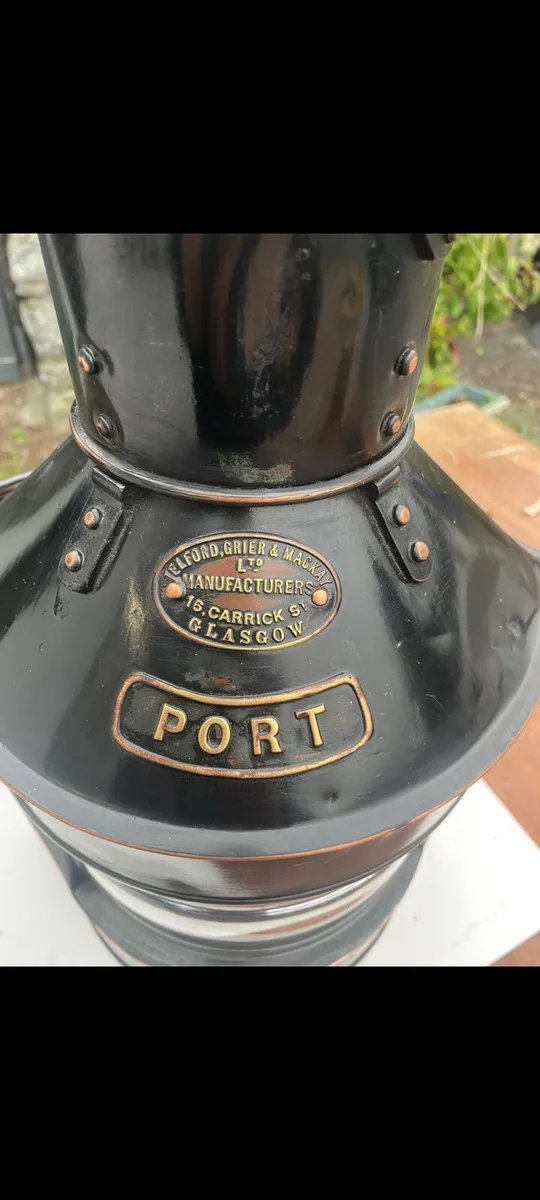 TELFORD, GRIER & MACKAY
LTD
MANUFACTURERS
16, CARRICK ST
GLASGOW
PORT